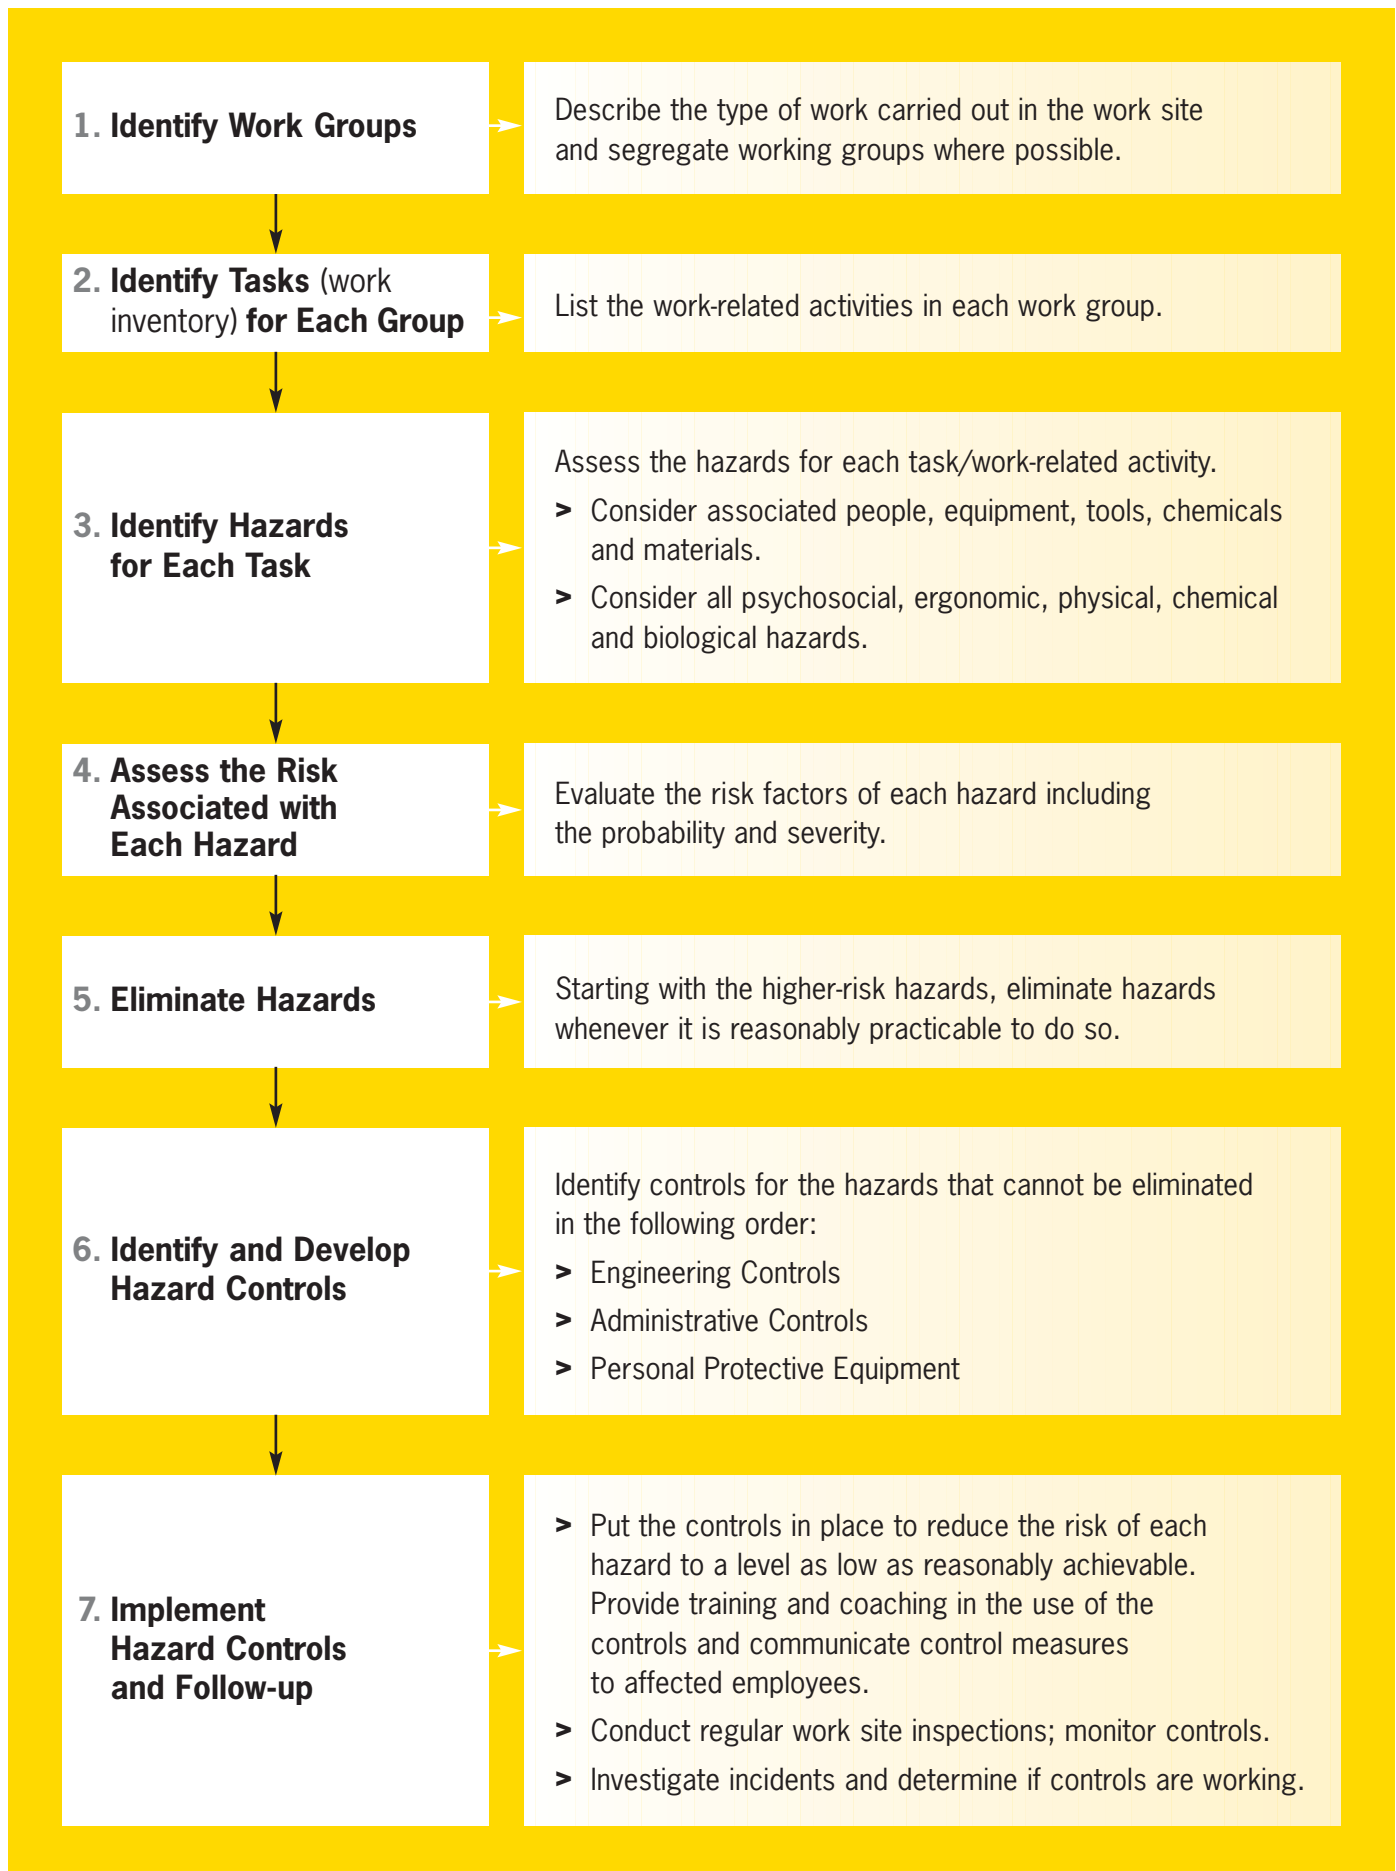 1. Identify Work Groups
Describe the type of work carried out in the work site
and segregate working groups where possible.
2. Identify Tasks (work
inventory) for Each Group
List the work-related activities in each work group.
3. Identify Hazards
for Each Task
Assess the hazards for each task/work-related activity.
> Consider associated people, equipment, tools, chemicals
and materials.
> Consider all psychosocial, ergonomic, physical, chemical
and biological hazards.
4. Assess the Risk
Associated with
Each Hazard
Evaluate the risk factors of each hazard including
the probability and severity.
5. Eliminate Hazards
Starting with the higher-risk hazards, eliminate hazards
whenever it is reasonably practicable to do so.
6. Identify and Develop
Hazard Controls
Identify controls for the hazards that cannot be eliminated
in the following order:
> Engineering Controls
> Administrative Controls
> Personal Protective Equipment
7. Implement
Hazard Controls
and Follow-up
> Put the controls in place to reduce the risk of each
hazard to a level as low as reasonably achievable.
Provide training and coaching in the use of the
controls and communicate control measures
to affected employees.
> Conduct regular work site inspections; monitor controls.
> Investigate incidents and determine if controls are working.